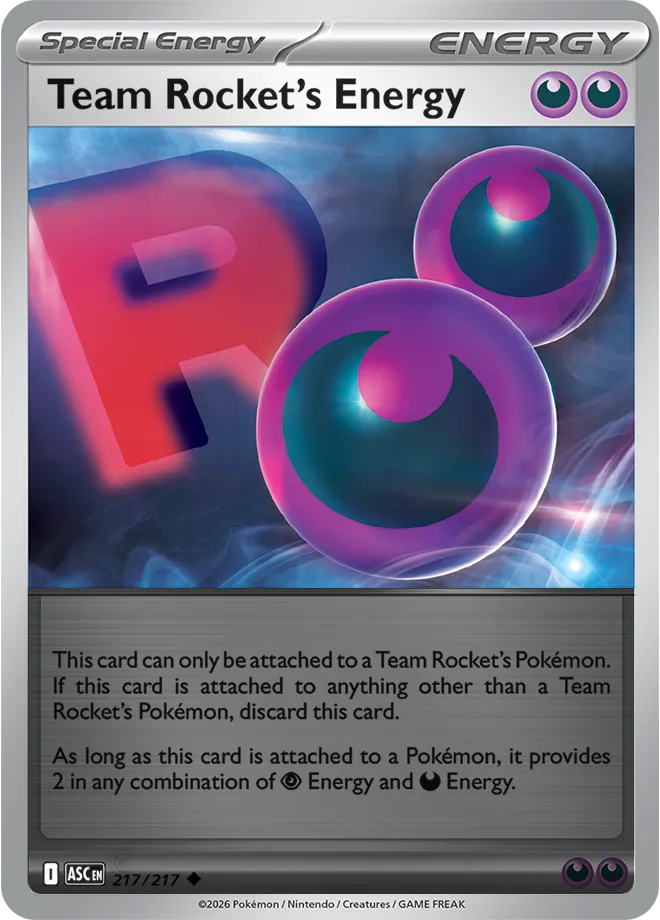 Special Energy
ENERGY
Team Rocket's Energy
R
This card can only be attached to a Team Rocket's Pokémon.
If this card is attached to anything other than a Team
Rocket's Pokémon, discard this card.
As long as this card is attached to a Pokémon, it provides
2 in any combination of Energy and Energy.
I ASC EN 217/217
©2026 Pokémon / Nintendo / Creatures / GAME FREAK